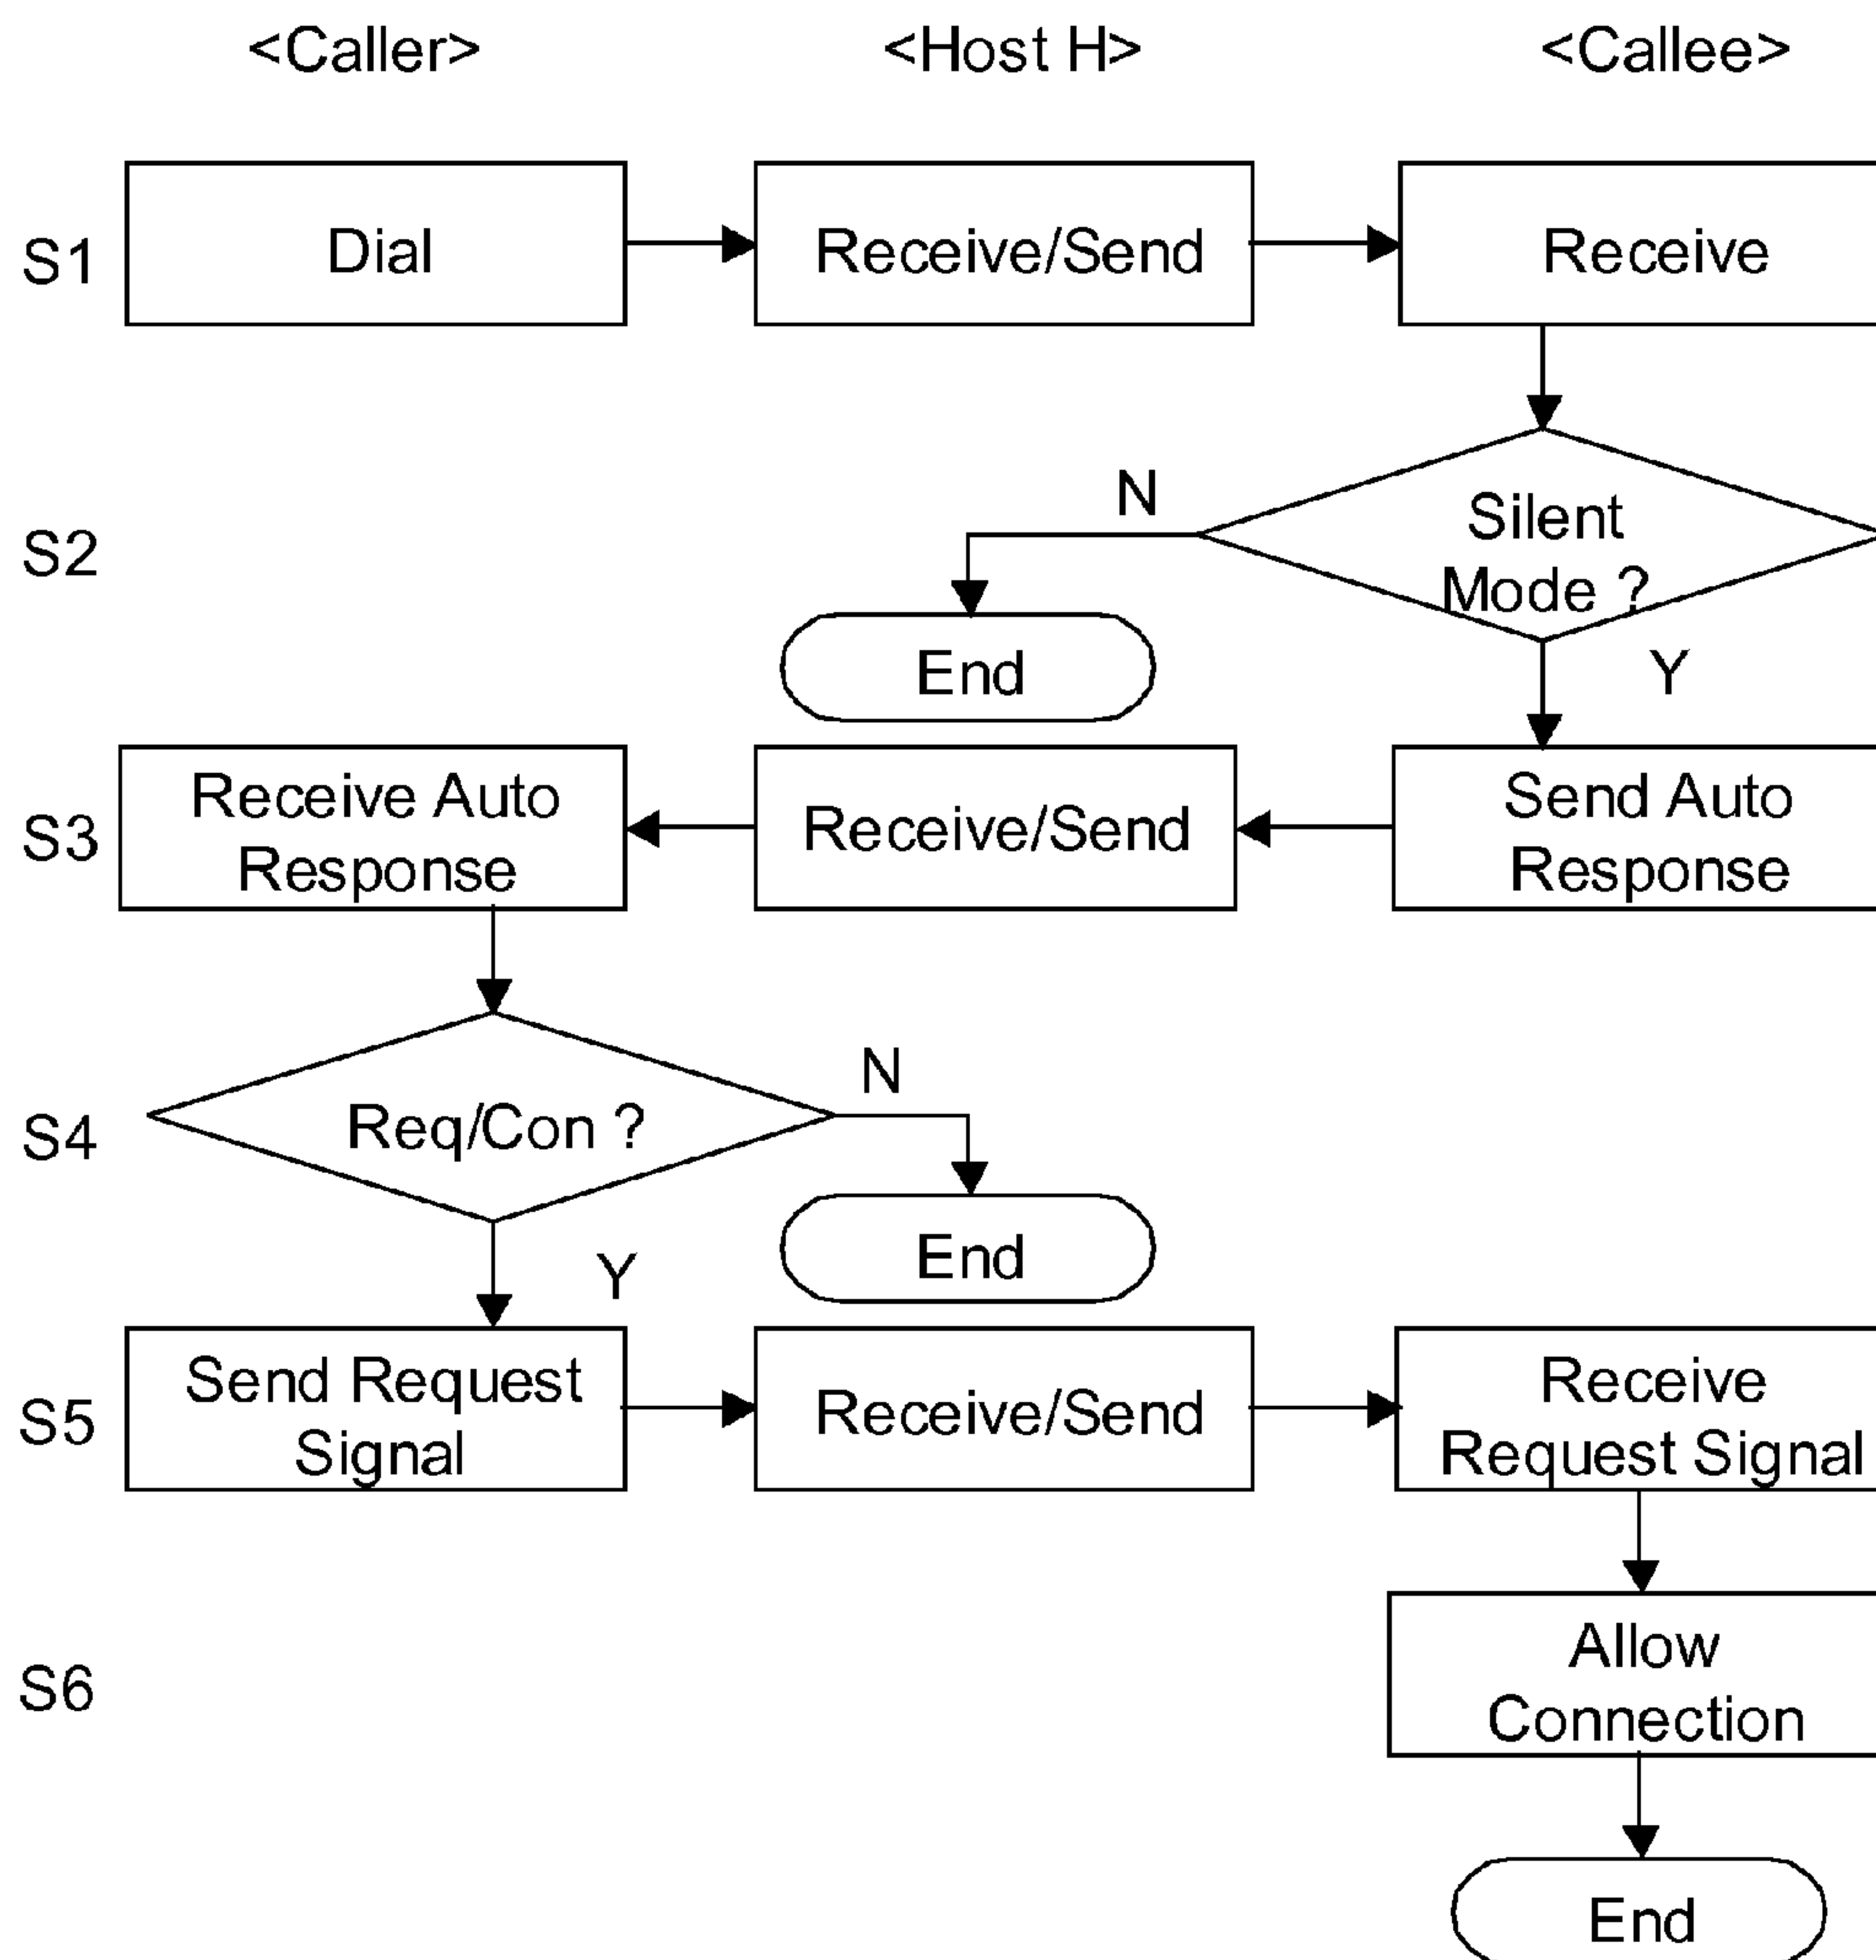 <Caller> <Host H> <Callee>
S1 Dial Receive/Send Receive
S2 N Silent
Mode ?
End Y
S3 Receive Auto
Response
Receive/Send
Send Auto
Response
S4 Req/Con ? N
End
Y
S5 Send Request
Signal
Receive/Send
Receive
Request Signal
S6 Allow
Connection
End